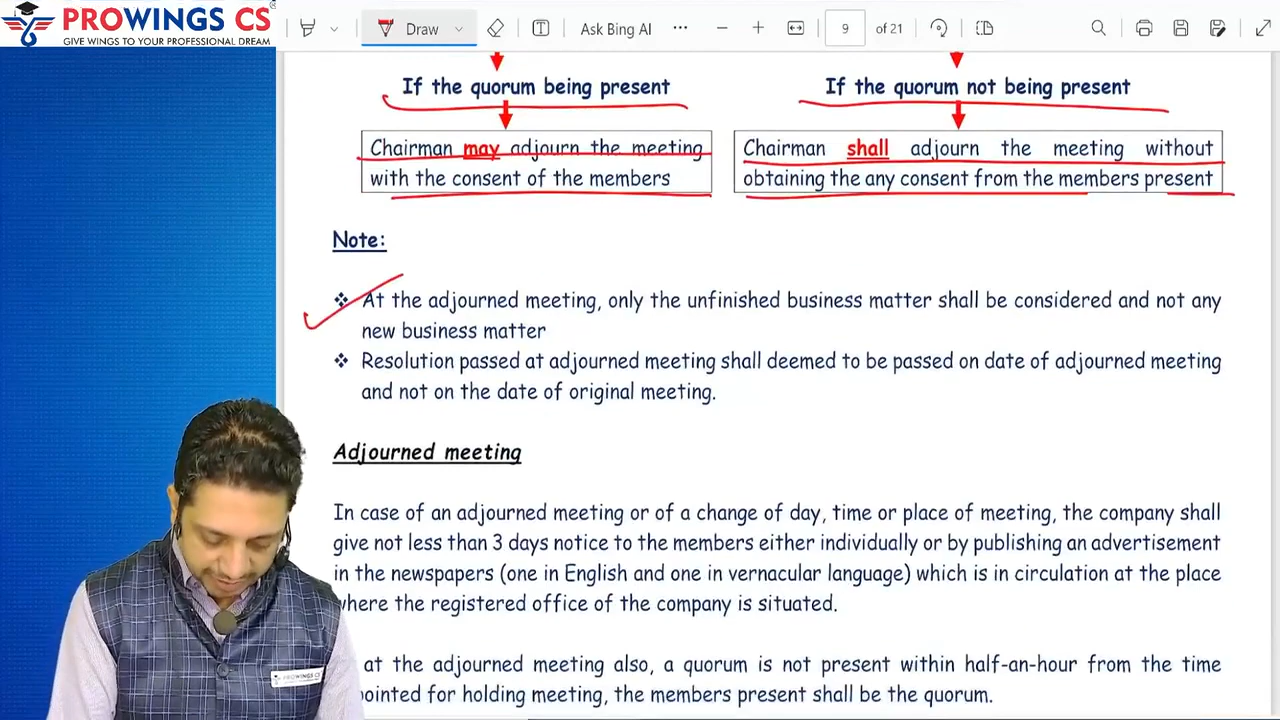 PROWINGS CS
GIVE WINGS TO YOUR PROFESSIONAL DREAM
Draw
Ask Bing AI
9
of 21
If the quorum being present
If the quorum not being present
Chairman may adjourn the meeting
with the consent of the members
Chairman shall adjourn the meeting without
obtaining the any consent from the members present
Note:
❖ At the adjourned meeting, only the unfinished business matter shall be considered and not any
new business matter
❖ Resolution passed at adjourned meeting shall deemed to be passed on date of adjourned meeting
and not on the date of original meeting.
Adjourned meeting
In case of an adjourned meeting or of a change of day, time or place of meeting, the company shall
give not less than 3 days notice to the members either individually or by publishing an advertisement
in the newspapers (one in English and one in vernacular language) which is in circulation at the place
where the registered office of the company is situated.
at the adjourned meeting also, a quorum is not present within half-an-hour from the time
ointed for holding meeting, the members present shall be the quorum.
PROWINGS CS